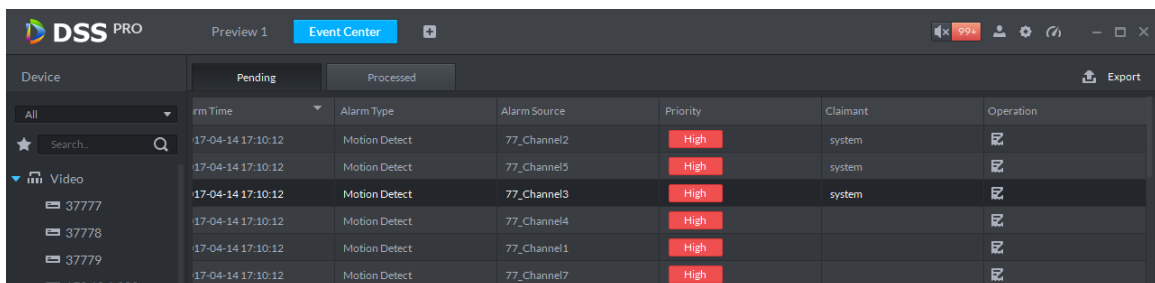 DSS PRO Preview 1 Event Center 99+
Device Pending Processed Export
All rm Time Alarm Type Alarm Source Priority Claimant Operation
Search.. 17-04-14 17:10:12 Motion Detect 77_Channel2 High system
17-04-14 17:10:12 Motion Detect 77_Channel5 High system
Video
17-04-14 17:10:12 Motion Detect 77_Channel3 High system
37777
17-04-14 17:10:12 Motion Detect 77_Channel4 High
37778
17-04-14 17:10:12 Motion Detect 77_Channel1 High
37779
17-04-14 17:10:12 Motion Detect 77_Channel7 High